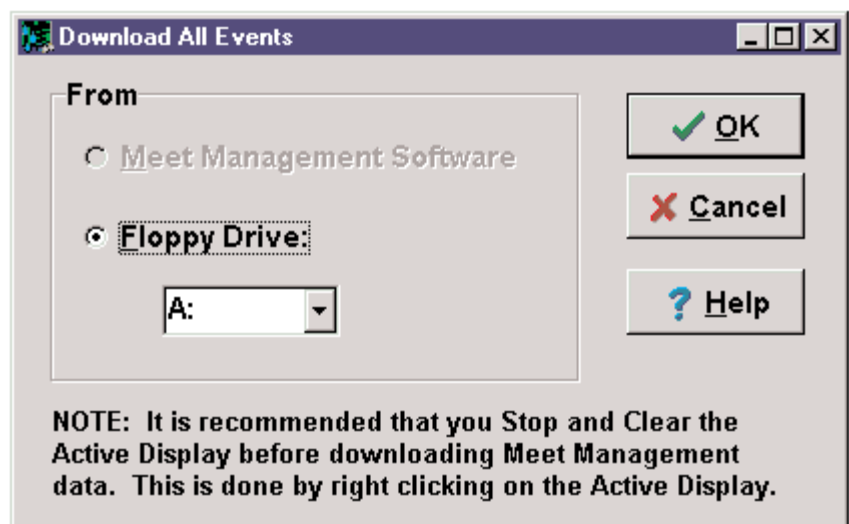 Download All Events
From
Meet Management Software
Floppy Drive:
A:
OK
Cancel
Help
NOTE:  It is recommended that you Stop and Clear the
Active Display before downloading Meet Management
data.  This is done by right clicking on the Active Display.